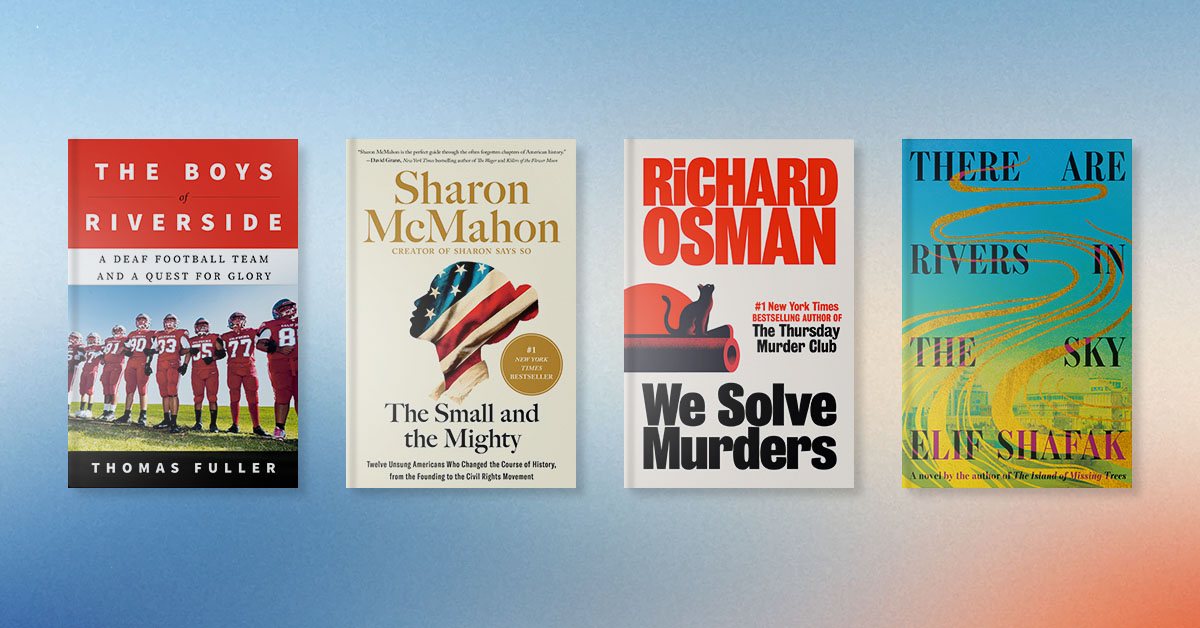 THE BOYS
of
RIVERSIDE
A DEAF FOOTBALL TEAM
AND A QUEST FOR GLORY
90
33
77
THOMAS FULLER
"Sharon McMahon is the perfect guide through the often-forgotten chapters of American history."
—David Grann, New York Times bestselling author of The Wager and Killers of the Flower Moon
Sharon
McMahon
CREATOR OF SHARON SAYS SO
#1
NEW YORK
TIMES
BESTSELLER
The Small and
the Mighty
Twelve Unsung Americans Who Changed the Course of History,
from the Founding to the Civil Rights Movement
RiCHARD
OSMAN
#1 New York Times
BESTSELLING AUTHOR OF
The Thursday
Murder Club
We Solve
Murders
THERE ARE
RIVERS IN
THE SKY
ELIF SHAFAK
A novel by the author of The Island of Missing Trees